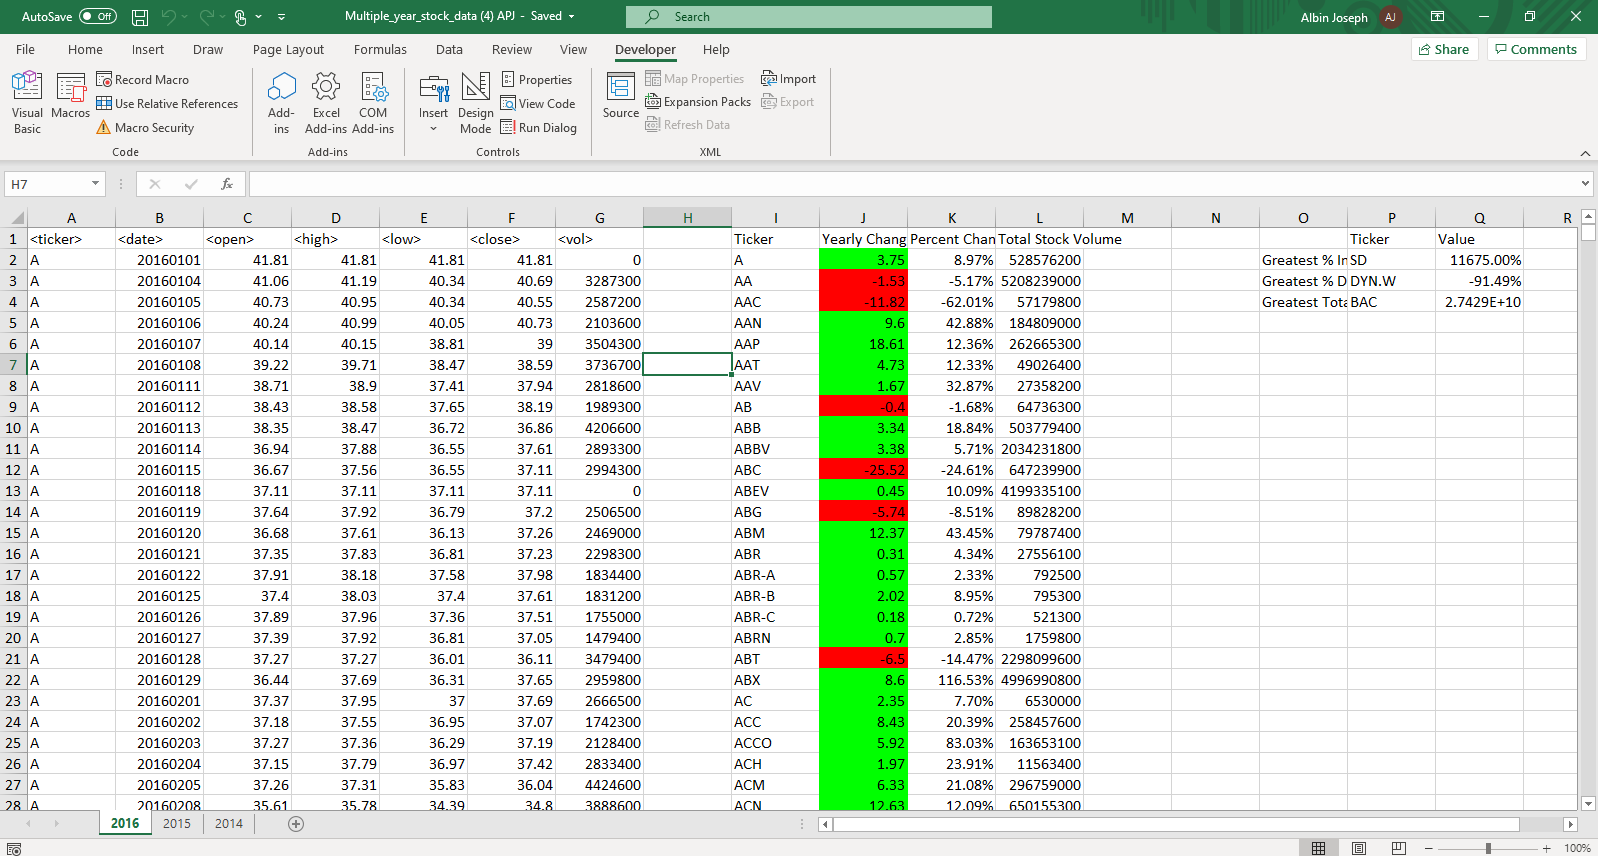 AutoSave Off Multiple_year_stock_data (4) APJ - Saved Search Albin Joseph AJ
File Home Insert Draw Page Layout Formulas Data Review View Developer Help Share Comments
Visual Basic Macros Record Macro Use Relative References Macro Security Add-ins Excel Add-ins COM Add-ins Insert Design Mode Properties View Code Run Dialog Source Map Properties Expansion Packs Refresh Data Import Export
Code Add-ins Controls XML
H7 fx
A B C D E F G H I J K L M N O P Q R
1 <ticker> <date> <open> <high> <low> <close> <vol> Ticker Yearly Chang Percent Chan Total Stock Volume Ticker Value
2 A 20160101 41.81 41.81 41.81 41.81 0 A 3.75 8.97% 528576200 Greatest % In SD 11675.00%
3 A 20160104 41.06 41.19 40.34 40.69 3287300 AA -1.53 -5.17% 5208239000 Greatest % D DYN.W -91.49%
4 A 20160105 40.73 40.95 40.34 40.55 2587200 AAC -11.82 -62.01% 57179800 Greatest Tota BAC 2.7429E+10
5 A 20160106 40.24 40.99 40.05 40.73 2103600 AAN 9.6 42.88% 184809000
6 A 20160107 40.14 40.15 38.81 39 3504300 AAP 18.61 12.36% 262665300
7 A 20160108 39.22 39.71 38.47 38.59 3736700 AAT 4.73 12.33% 49026400
8 A 20160111 38.71 38.9 37.41 37.94 2818600 AAV 1.67 32.87% 27358200
9 A 20160112 38.43 38.58 37.65 38.19 1989300 AB -0.4 -1.68% 64736300
10 A 20160113 38.35 38.47 36.72 36.86 4206600 ABB 3.34 18.84% 503779400
11 A 20160114 36.94 37.88 36.55 37.61 2893300 ABBV 3.38 5.71% 2034231800
12 A 20160115 36.67 37.56 36.55 37.11 2994300 ABC -25.52 -24.61% 647239900
13 A 20160118 37.11 37.11 37.11 37.11 0 ABEV 0.45 10.09% 4199335100
14 A 20160119 37.64 37.92 36.79 37.2 2506500 ABG -5.74 -8.51% 89828200
15 A 20160120 36.68 37.61 36.13 37.26 2469000 ABM 12.37 43.45% 79787400
16 A 20160121 37.35 37.83 36.81 37.23 2298300 ABR 0.31 4.34% 27556100
17 A 20160122 37.91 38.18 37.58 37.98 1834400 ABR-A 0.57 2.33% 792500
18 A 20160125 37.4 38.03 37.4 37.61 1831200 ABR-B 2.02 8.95% 795300
19 A 20160126 37.89 37.96 37.36 37.51 1755000 ABR-C 0.18 0.72% 521300
20 A 20160127 37.39 37.92 36.81 37.05 1479400 ABRN 0.7 2.85% 1759800
21 A 20160128 37.27 37.27 36.01 36.11 3479400 ABT -6.5 -14.47% 2298099600
22 A 20160129 36.44 37.69 36.31 37.65 2959800 ABX 8.6 116.53% 4996990800
23 A 20160201 37.37 37.95 37 37.69 2666500 AC 2.35 7.70% 6530000
24 A 20160202 37.18 37.55 36.95 37.07 1742300 ACC 8.43 20.39% 258457600
25 A 20160203 37.27 37.36 36.29 37.19 2128400 ACCO 5.92 83.03% 163653100
26 A 20160204 37.15 37.79 36.97 37.42 2833400 ACH 1.97 23.91% 11563400
27 A 20160205 37.26 37.31 35.83 36.04 4424600 ACM 6.33 21.08% 296759000
28 A 20160208 35.61 35.78 34.39 34.8 3888600 ACN 12.63 12.09% 650155300
2016 2015 2014
100%